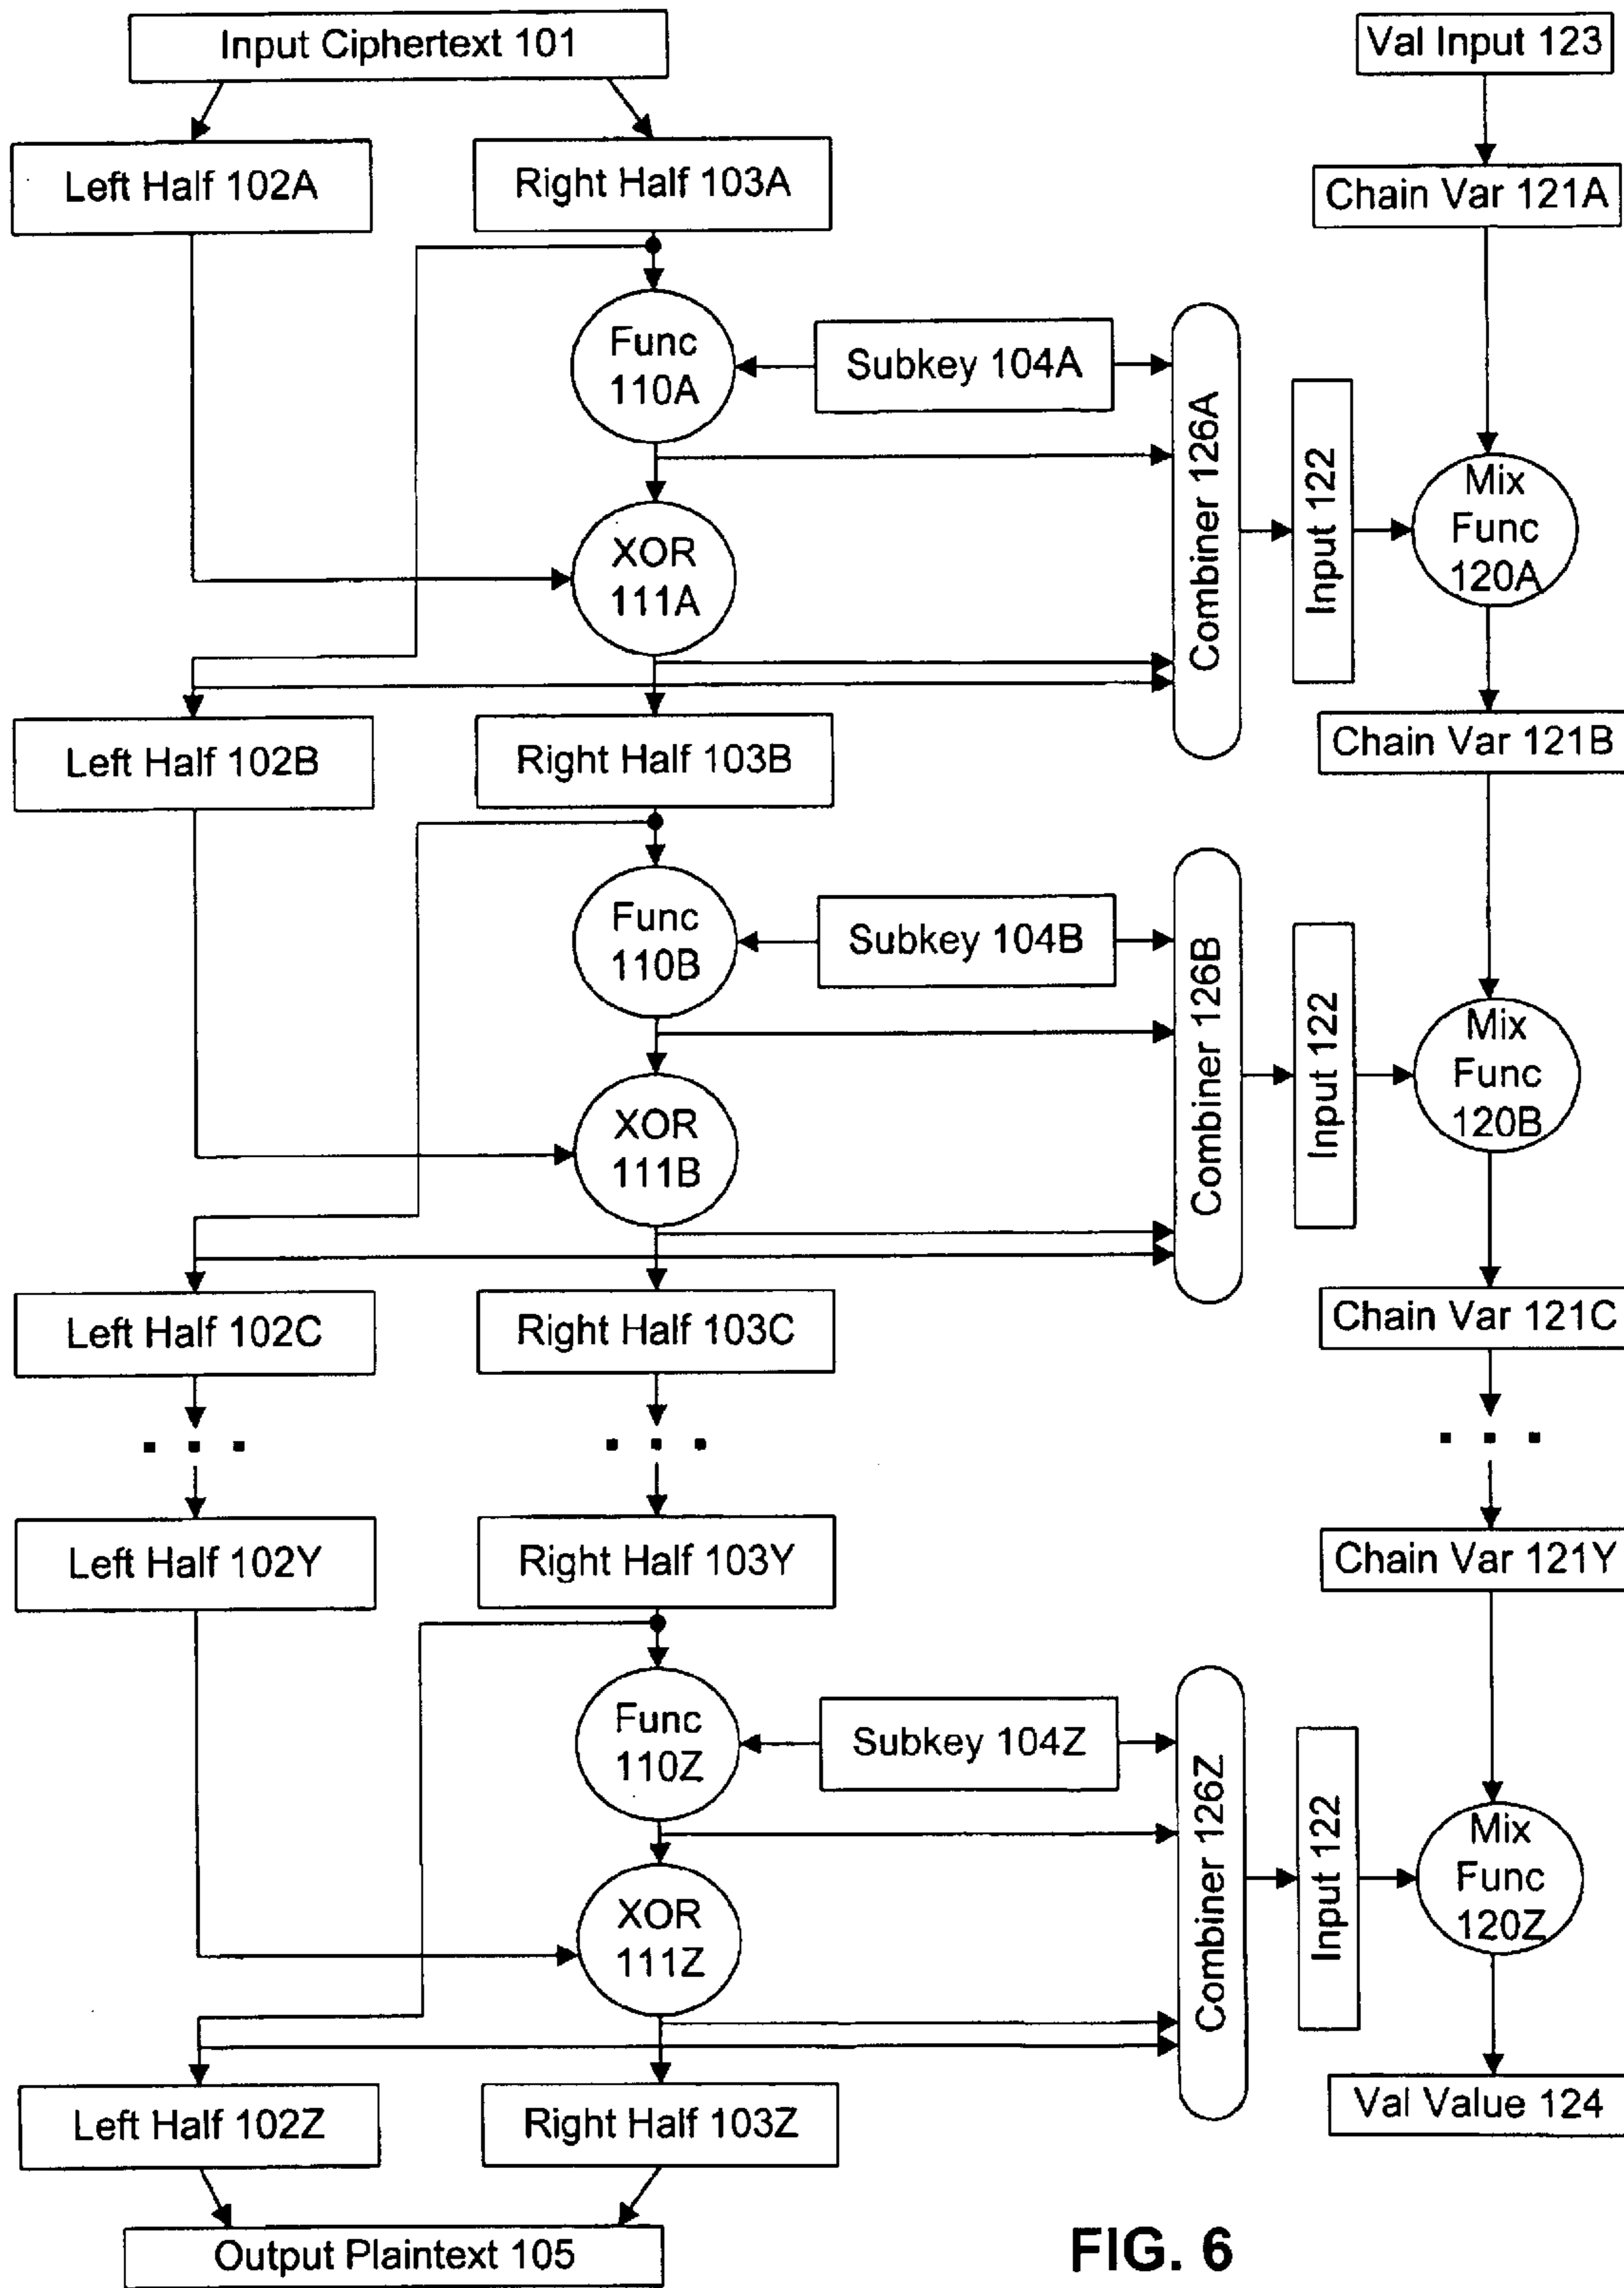 Input Ciphertext 101
Val Input 123
Left Half 102A
Right Half 103A
Chain Var 121A
Func
110A
Subkey 104A
Combiner 126A
Input 122
Mix
Func
120A
XOR
111A
Left Half 102B
Right Half 103B
Chain Var 121B
Func
110B
Subkey 104B
Combiner 126B
Input 122
Mix
Func
120B
XOR
111B
Left Half 102C
Right Half 103C
Chain Var 121C
. . .
. . .
. . .
Left Half 102Y
Right Half 103Y
Chain Var 121Y
Func
110Z
Subkey 104Z
Combiner 126Z
Input 122
Mix
Func
120Z
XOR
111Z
Left Half 102Z
Right Half 103Z
Val Value 124
Output Plaintext 105
FIG. 6